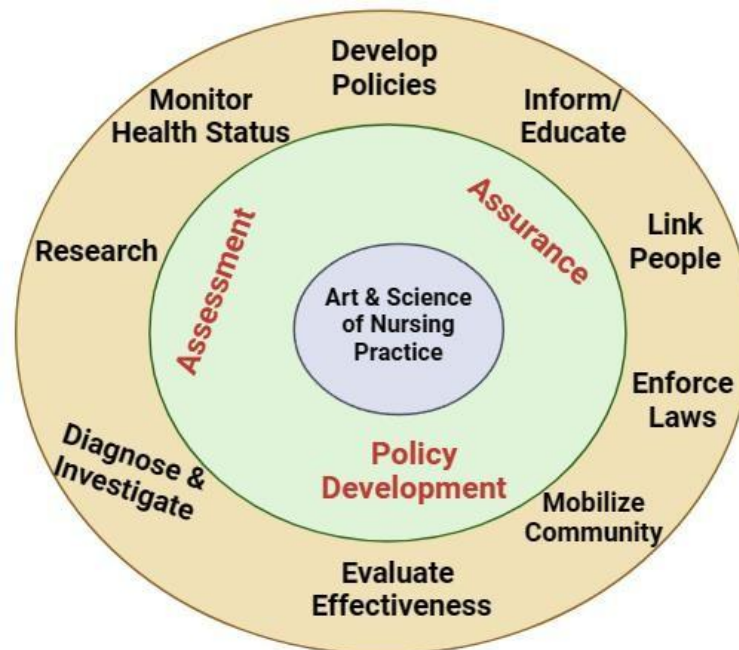 Develop
Policies
Monitor
Health Status
Inform/
Educate
Assurance
Link
People
Research
Assessment
Art & Science
of Nursing
Practice
Enforce
Laws
Diagnose &
Investigate
Policy
Development
Mobilize
Community
Evaluate
Effectiveness